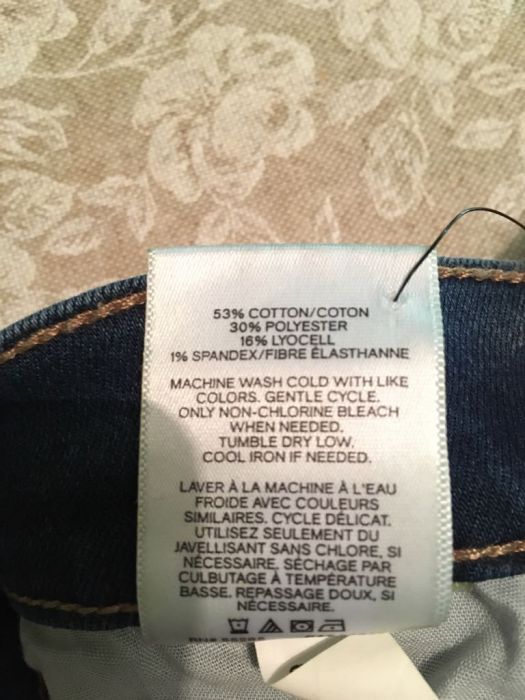 53% COTTON/COTON
30% POLYESTER
16% LYOCELL
1% SPANDEX/FIBRE ÉLASTHANNE
MACHINE WASH COLD WITH LIKE
COLORS. GENTLE CYCLE.
ONLY NON-CHLORINE BLEACH
WHEN NEEDED.
TUMBLE DRY LOW.
COOL IRON IF NEEDED.
LAVER À LA MACHINE À L'EAU
FROIDE AVEC COULEURS
SIMILAIRES. CYCLE DÉLICAT.
UTILISEZ SEULEMENT DU
JAVELLISANT SANS CHLORE, SI
NÉCESSAIRE. SÉCHAGE PAR
CULBUTAGE À TEMPÉRATURE
BASSE. REPASSAGE DOUX, SI
NÉCESSAIRE.